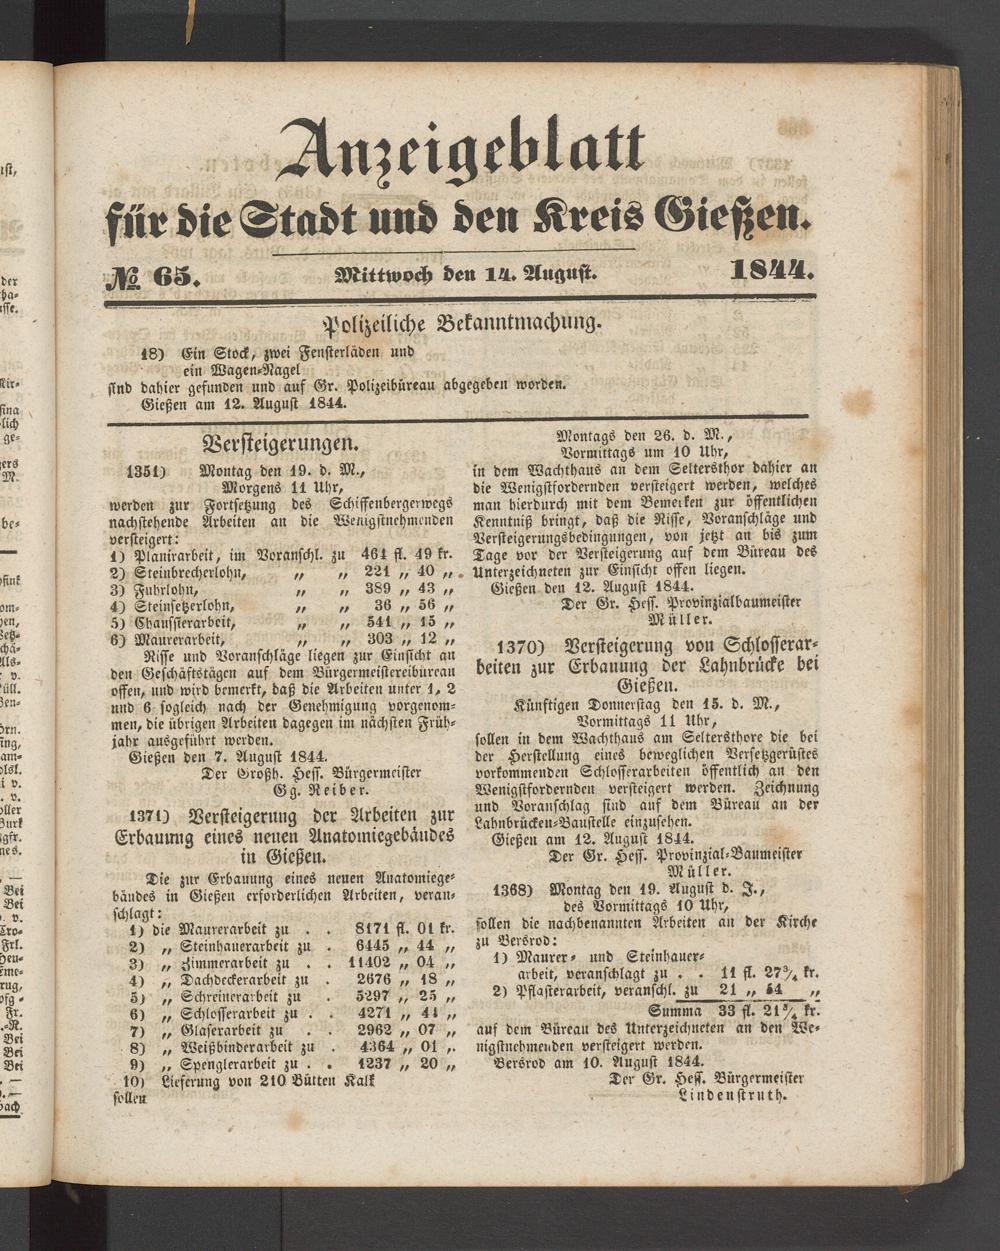 Anzeigeblatt
für die Stadt und den Kreis Gießen.
№ 65. Mittwoch den 14. August. 1844.
Polizeiliche Bekanntmachung.
18) Ein Stock, zwei Fensterläden und
ein Wagen-Nagel
sind dahier gefunden und auf Gr. Polizeibüreau abgegeben worden.
Gießen am 12. August 1844.
Versteigerungen.
1351) Montag den 19. d. M.,
Morgens 11 Uhr,
werden zur Fortsetzung des Schiffenbergerwegs
nachstehende Arbeiten an die Wenigstnehmenden
versteigert:
1) Planirarbeit, im Voranschl. zu 464 fl. 49 kr.
2) Steinbrecherlohn, „ „ 221 „ 40 „
3) Fuhrlohn, „ „ 389 „ 43 „
4) Steinsetzerlohn, „ „ 36 „ 56 „
5) Chaussierarbeit, „ „ 541 „ 15 „
6) Maurerarbeit, „ „ 303 „ 12 „
Risse und Voranschläge liegen zur Einsicht an
den Geschäftstägen auf dem Bürgermeistereibüreau
offen, und wird bemerkt, daß die Arbeiten unter 1, 2
und 6 sogleich nach der Genehmigung vorgenom-
men, die übrigen Arbeiten dagegen im nächsten Früh-
jahr ausgeführt werden.
Gießen den 7. August 1844.
Der Großh. Hess. Bürgermeister
Gg. Reiber.
1371) Versteigerung der Arbeiten zur
Erbauung eines neuen Anatomiegebäudes
in Gießen.
Die zur Erbauung eines neuen Anatomiege-
bäudes in Gießen erforderlichen Arbeiten, veran-
schlagt:
1) die Maurerarbeit zu . . 8171 fl. 01 kr.
2) „ Steinhauerarbeit zu . 6445 „ 44 „
3) „ Zimmerarbeit zu . . 11402 „ 04 „
4) „ Dachdeckerarbeit zu . 2676 „ 18 „
5) „ Schreinerarbeit zu . 5297 „ 25 „
6) „ Schlosserarbeit zu . . 4271 „ 41 „
7) „ Glaserarbeit zu . . 2962 „ 07 „
8) „ Weißbinderarbeit zu . 4364 „ 01 „
9) „ Spenglerarbeit zu . . 1237 „ 20 „
10) Lieferung von 210 Bütten Kalk
sollen
Montags den 26. d. M.,
Vormittags um 10 Uhr,
in dem Wachthaus an dem Seltersthor dahier an
die Wenigstfordernden versteigert werden, welches
man hierdurch mit dem Bemerken zur öffentlichen
Kenntniß bringt, daß die Risse, Voranschläge und
Versteigerungsbedingungen, von jetzt an bis zum
Tage vor der Versteigerung auf dem Büreau des
Unterzeichneten zur Einsicht offen liegen.
Gießen den 12. August 1844.
Der Gr. Hess. Provinzialbaumeister
Müller.
1370) Versteigerung von Schlosserar-
beiten zur Erbauung der Lahnbrücke bei
Gießen.
Künftigen Donnerstag den 15. d. M.,
Vormittags 11 Uhr,
sollen in dem Wachthaus am Seltersthore die bei
der Herstellung eines beweglichen Versetzgerüstes
vorkommenden Schlosserarbeiten öffentlich an den
Wenigstfordernden versteigert werden. Zeichnung
und Voranschlag sind auf dem Büreau an der
Lahnbrücken-Baustelle einzusehen.
Gießen am 12. August 1844.
Der Gr. Hess. Provinzial-Baumeister
Müller.
1368) Montag den 19. August d. J.,
des Vormittags 10 Uhr,
sollen die nachbenannten Arbeiten an der Kirche
zu Bersrod:
1) Maurer- und Steinhauer-
arbeit, veranschlagt zu . . 11 fl. 27¾ kr.
2) Pflasterarbeit, veranschl. zu 21 „ 54 „
Summa 33 fl. 21¾ kr.
auf dem Büreau des Unterzeichneten an den We-
nigstnehmenden versteigert werden.
Bersrod am 10. August 1844.
Der Gr. Hess. Bürgermeister
Lindenstruth.